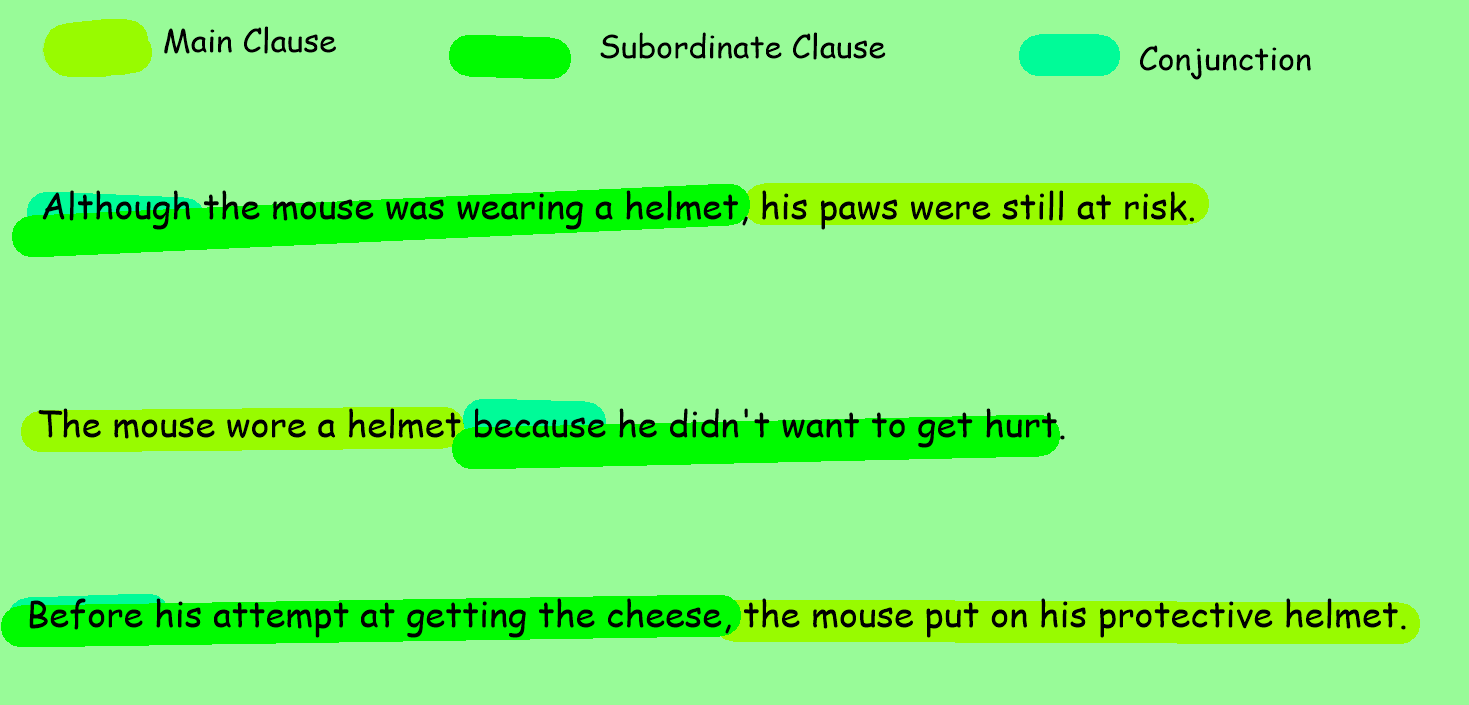 Main Clause Subordinate Clause Conjunction
Although the mouse was wearing a helmet, his paws were still at risk.
The mouse wore a helmet because he didn't want to get hurt.
Before his attempt at getting the cheese, the mouse put on his protective helmet.